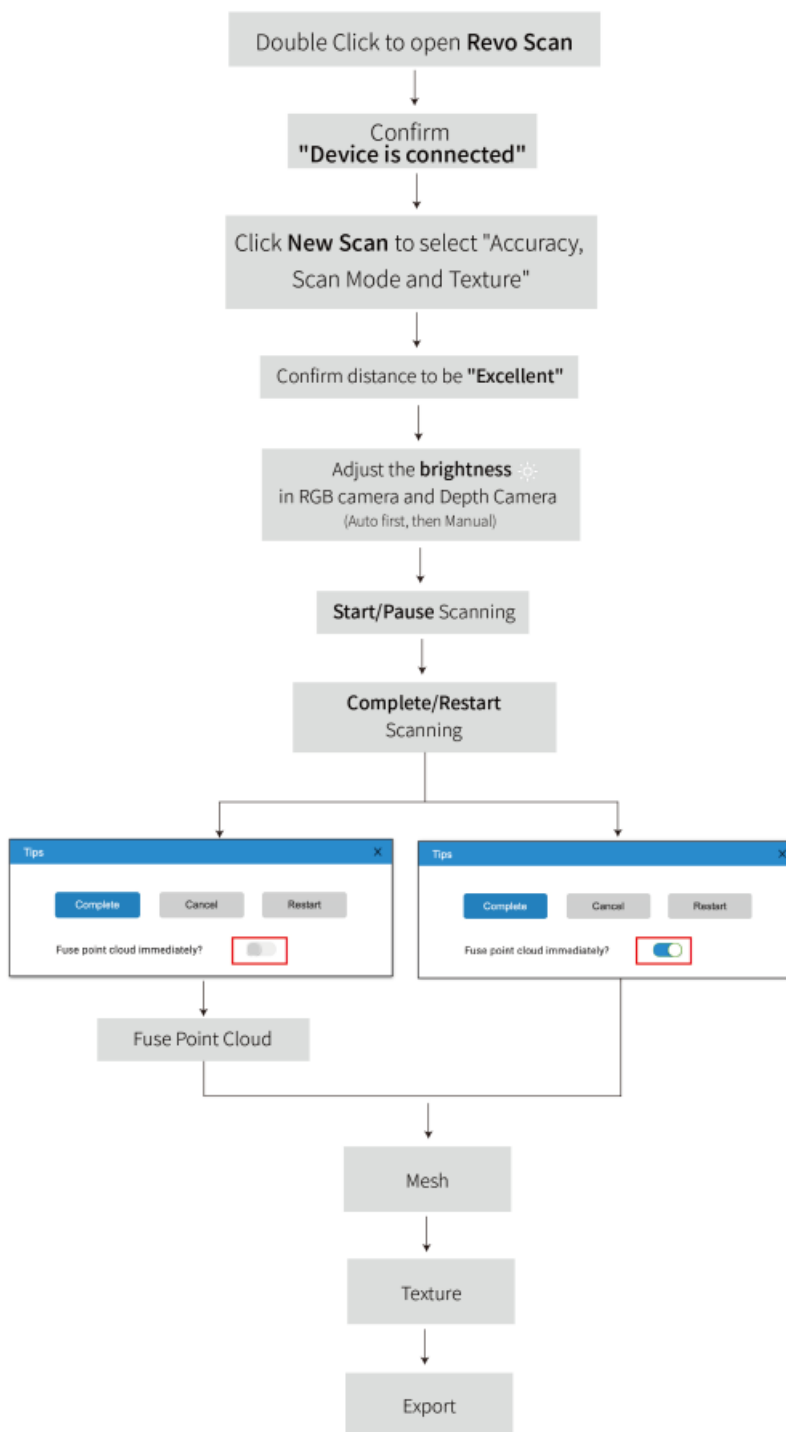 Double Click to open Revo Scan
Confirm
"Device is connected"
Click New Scan to select "Accuracy,
Scan Mode and Texture"
Confirm distance to be "Excellent"
Adjust the brightness
in RGB camera and Depth Camera
(Auto first, then Manual)
Start/Pause Scanning
Complete/Restart
Scanning
Tips
Complete Cancel Restart
Fuse point cloud immediately?
Tips
Complete Cancel Restart
Fuse point cloud immediately?
Fuse Point Cloud
Mesh
Texture
Export